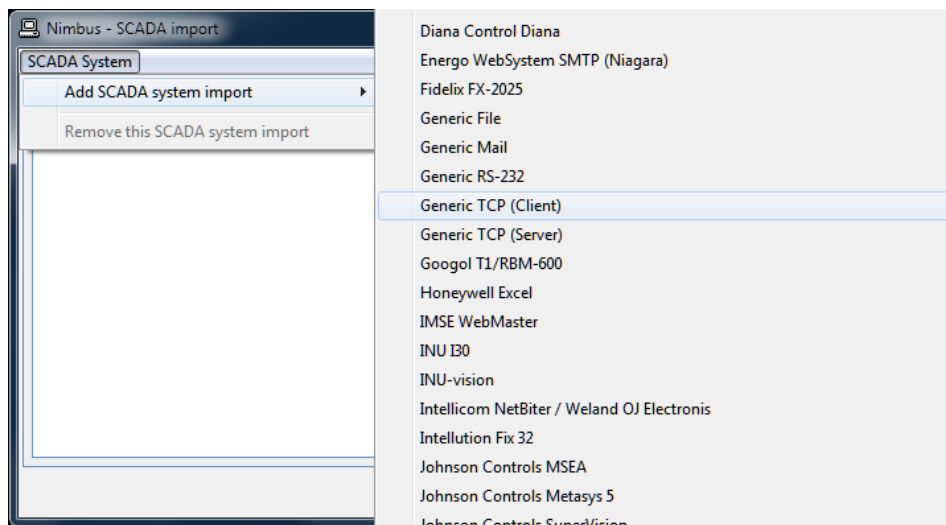 Nimbus - SCADA import
SCADA System
Add SCADA system import
Remove this SCADA system import
Diana Control Diana
Energo WebSystem SMTP (Niagara)
Fidelix FX-2025
Generic File
Generic Mail
Generic RS-232
Generic TCP (Client)
Generic TCP (Server)
Googol T1/RBM-600
Honeywell Excel
IMSE WebMaster
INU I30
INU-vision
Intellicom NetBiter / Weland OJ Electronis
Intellution Fix 32
Johnson Controls MSEA
Johnson Controls Metasys 5
Johnson Controls SuperVision